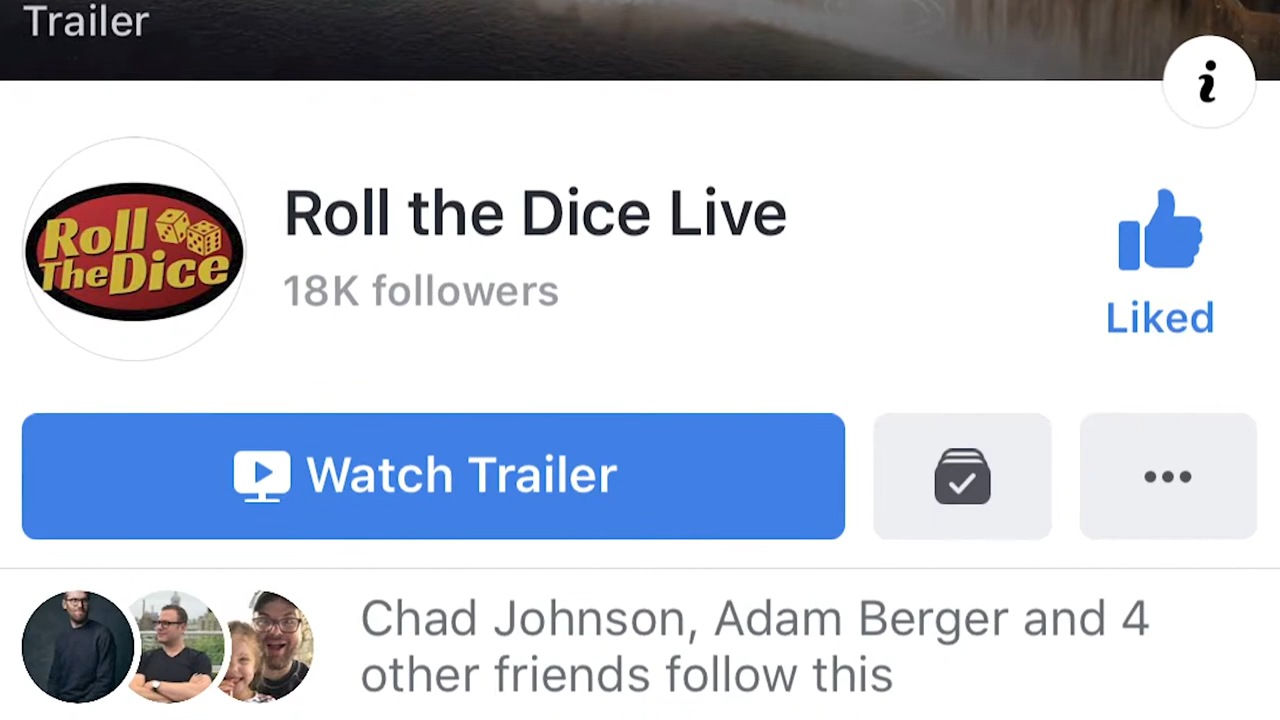 Trailer
i
Roll
The Dice
Roll the Dice Live
18K followers
Liked
Watch Trailer
Chad Johnson, Adam Berger and 4
other friends follow this